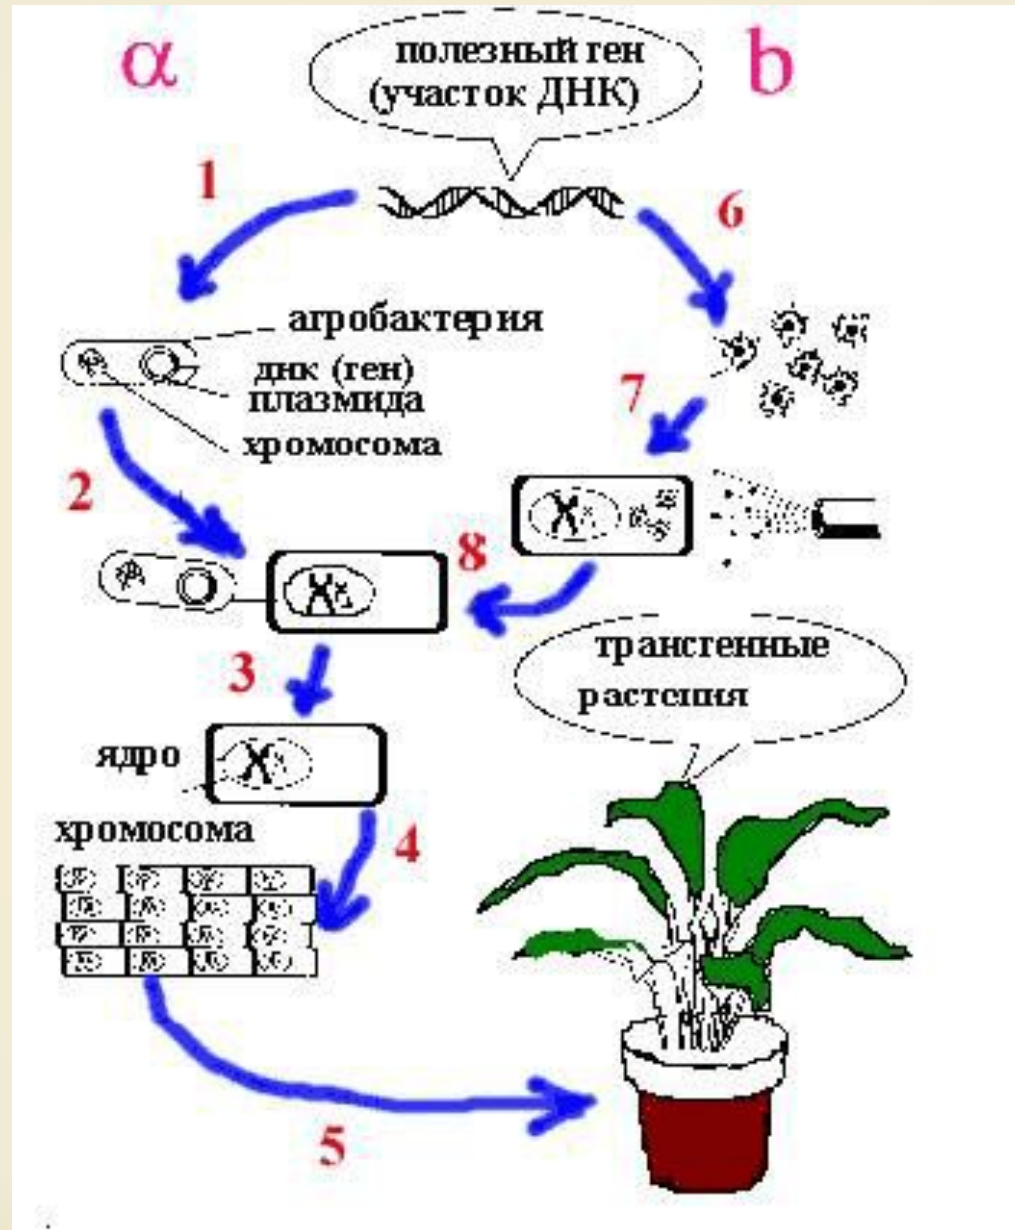 α
b
полезный ген
(участок ДНК)
1
6
агробактерия
днк (ген)
плазмида
7
хромосома
2
8
трансгенные
растения
3
ядро
хромосома
4
5